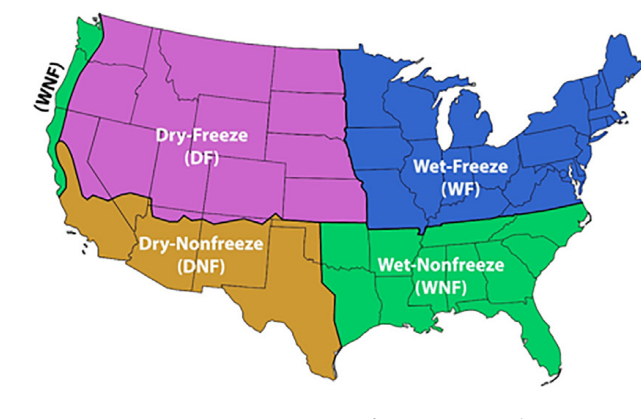 (WNF)
Dry-Freeze
(DF)
Wet-Freeze
(WF)
Dry-Nonfreeze
(DNF)
Wet-Nonfreeze
(WNF)